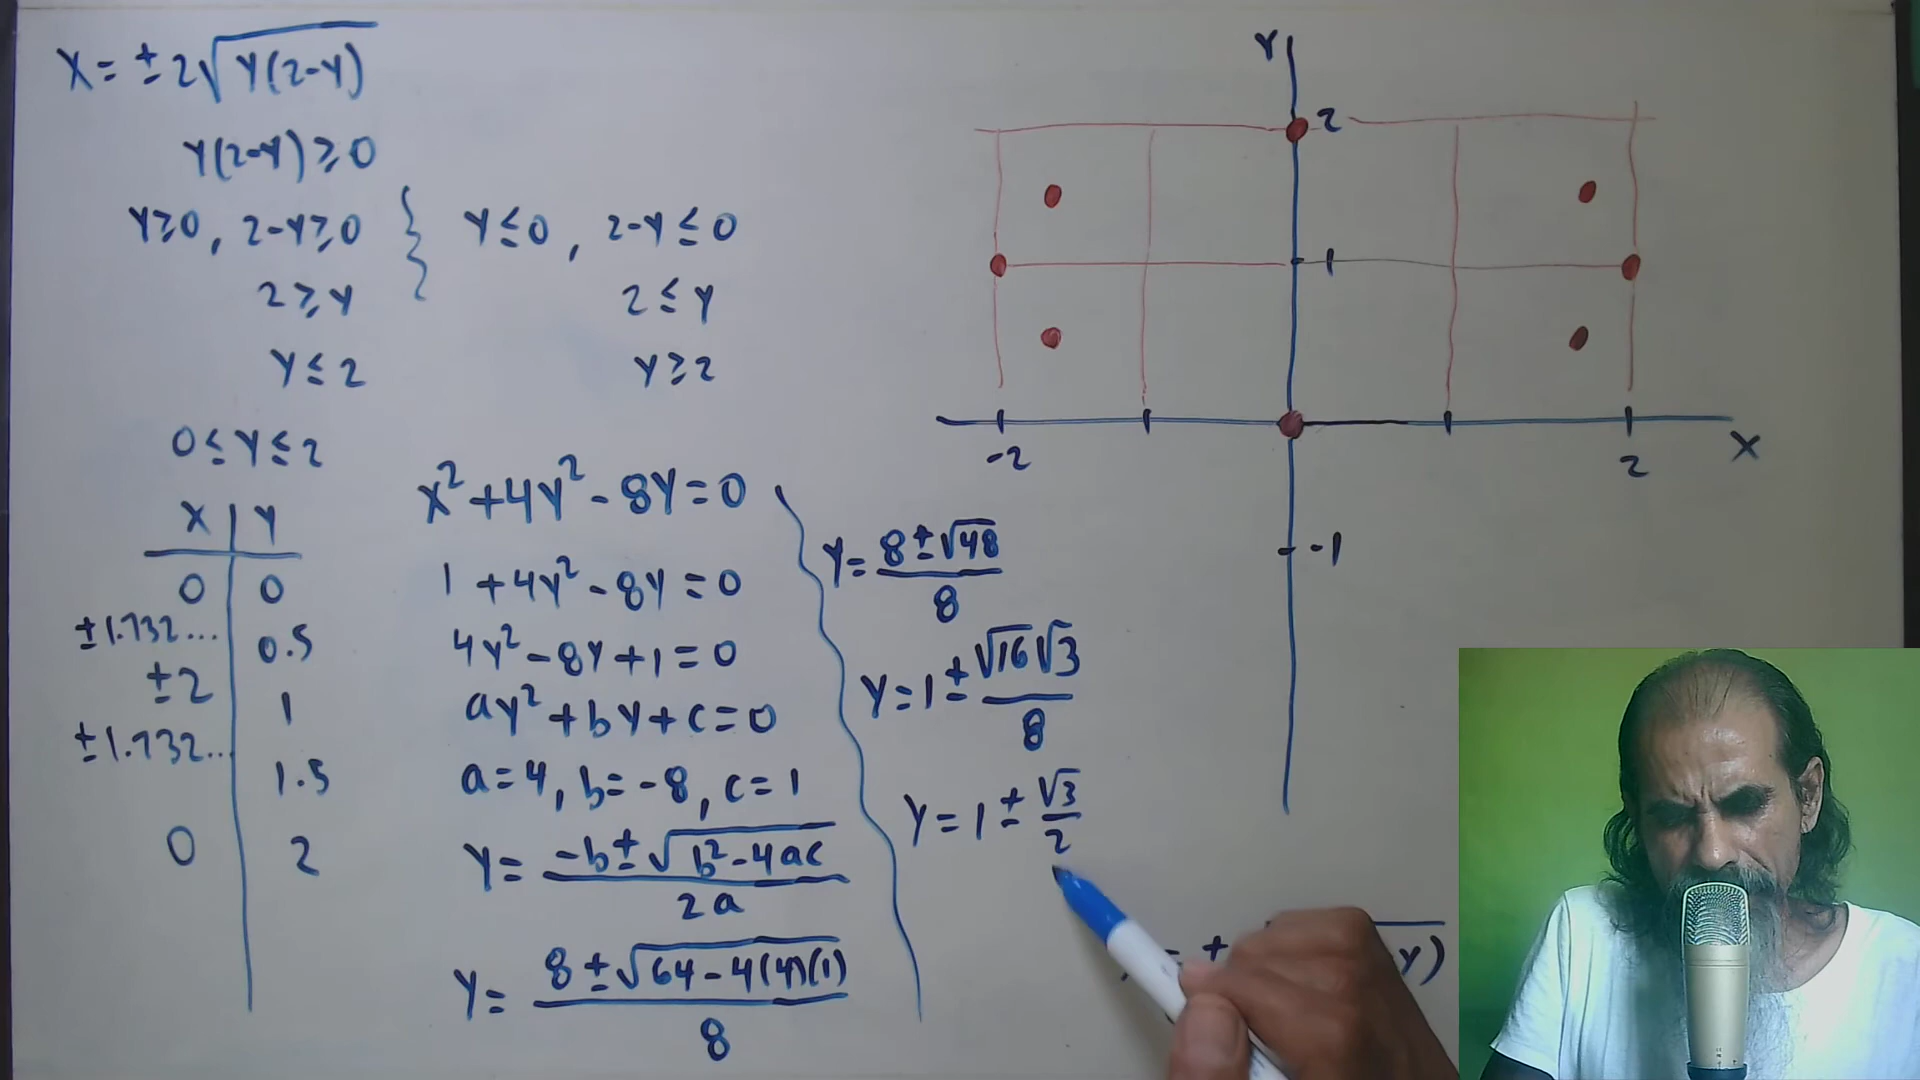 X = ±2√Y(2-Y)
Y(2-Y) ≥ 0
Y≥0, 2-Y≥0 } Y≤0, 2-Y≤0
2 ≥ Y
2 ≤ Y
Y ≤ 2
Y ≥ 2
0 ≤ Y ≤ 2
X | Y
0 | 0
±1.732... | 0.5
±2 | 1
±1.732... | 1.5
0 | 2
X² + 4Y² - 8Y = 0
1 + 4Y² - 8Y = 0
4Y² - 8Y + 1 = 0
aY² + bY + c = 0
a = 4, b = -8, c = 1
Y = (-b ± √b² - 4ac) / 2a
Y = (8 ± √64 - 4(4)(1)) / 8
Y = (8 ± √48) / 8
Y = 1 ± √16√3 / 8
Y = 1 ± √3 / 2
Y
2
1
-2
2
X
-1
= ±
Y)